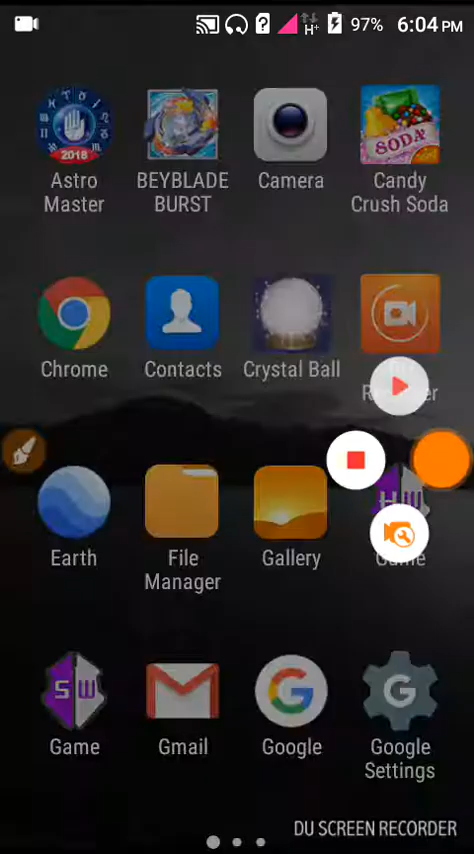 H+ 97% 6:04 PM
2018
SODA
Astro
Master
BEYBLADE
BURST
Camera
Candy
Crush Soda
Chrome
Contacts
Crystal Ball
Earth
File
Manager
Gallery
Game
S W
Game
Gmail
G
Google
G
Google
Settings
DU SCREEN RECORDER